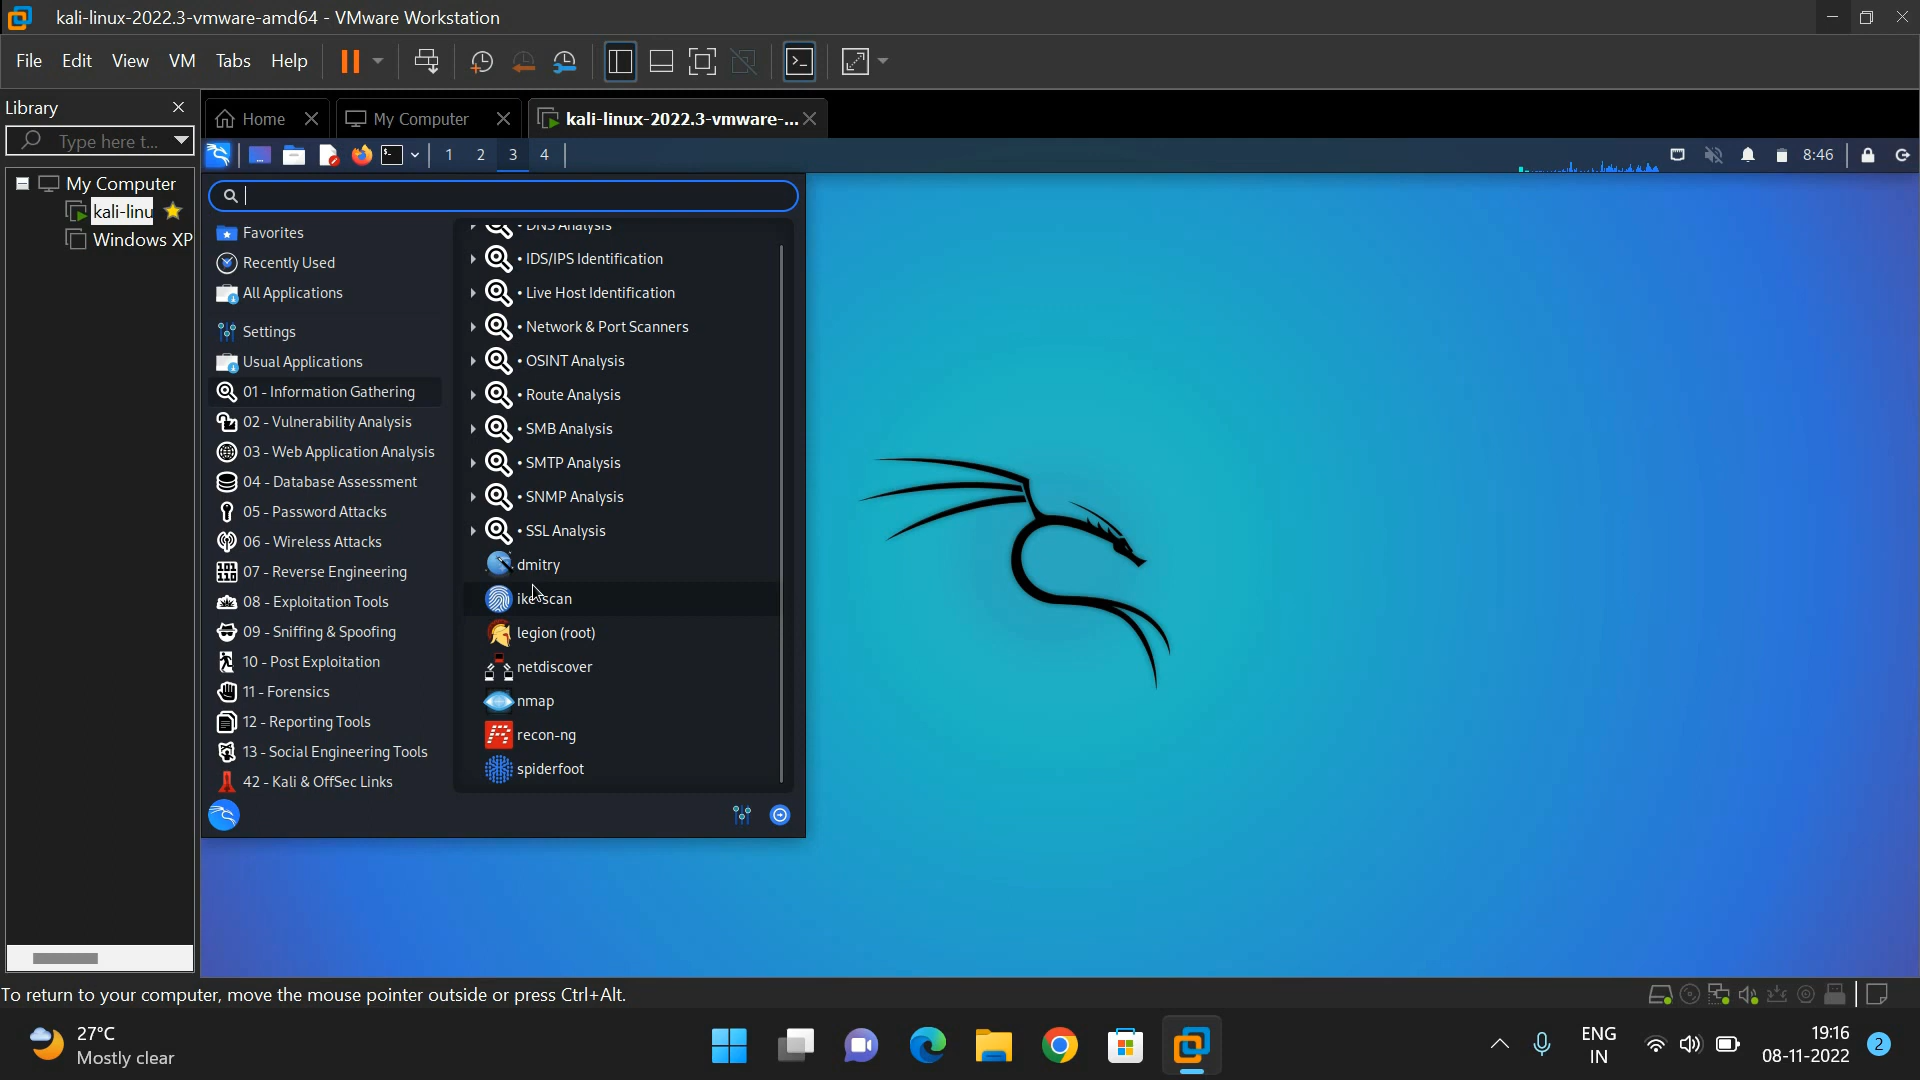 kali-linux-2022.3-vmware-amd64 - VMware Workstation
File Edit View VM Tabs Help
Library
Type here t...
My Computer
kali-linu
Windows XP
Home
My Computer
kali-linux-2022.3-vmware-...
1 2 3 4
8:46
Favorites
Recently Used
All Applications
Settings
Usual Applications
01 - Information Gathering
02 - Vulnerability Analysis
03 - Web Application Analysis
04 - Database Assessment
05 - Password Attacks
06 - Wireless Attacks
07 - Reverse Engineering
08 - Exploitation Tools
09 - Sniffing & Spoofing
10 - Post Exploitation
11 - Forensics
12 - Reporting Tools
13 - Social Engineering Tools
42 - Kali & OffSec Links
• DNS Analysis
• IDS/IPS Identification
• Live Host Identification
• Network & Port Scanners
• OSINT Analysis
• Route Analysis
• SMB Analysis
• SMTP Analysis
• SNMP Analysis
• SSL Analysis
dmitry
ike-scan
legion (root)
netdiscover
nmap
recon-ng
spiderfoot
To return to your computer, move the mouse pointer outside or press Ctrl+Alt.
27°C
Mostly clear
ENG
IN
19:16
08-11-2022
2